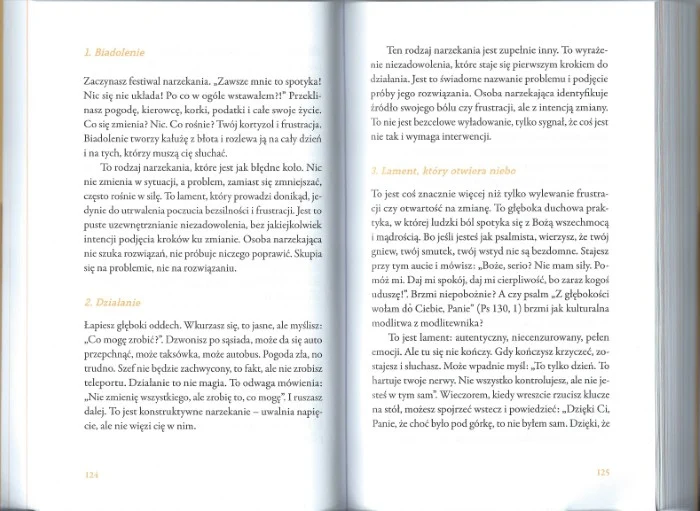 1. Biadolenie
Zaczynasz festiwal narzekania. „Zawsze mnie to spotyka!
Nic się nie układa! Po co w ogóle wstawałem?!” Przekli-
nasz pogodę, kierowcę, korki, podatki i całe swoje życie.
Co się zmienia? Nic. Co rośnie? Twój kortyzol i frustracja.
Biadolenie tworzy kałużę z błota i rozlewa ją na cały dzień
i na tych, którzy muszą cię słuchać.
To rodzaj narzekania, które jest jak błędne koło. Nic
nie zmienia w sytuacji, a problem, zamiast się zmniejszać,
często rośnie w siłę. To lament, który prowadzi donikąd, je-
dynie do utrwalenia poczucia bezsilności i frustracji. Jest to
puste uzewnętrznianie niezadowolenia, bez jakiejkolwiek
intencji podjęcia kroków ku zmianie. Osoba narzekająca
nie szuka rozwiązań, nie próbuje niczego poprawić. Skupia
się na problemie, nie na rozwiązaniu.
2. Działanie
Łapiesz głęboki oddech. Wkurzasz się, to jasne, ale myślisz:
„Co mogę zrobić?”. Dzwonisz po sąsiada, może da się auto
przepchnąć, może taksówka, może autobus. Pogoda zła, no
trudno. Szef nie będzie zachwycony, to fakt, ale nie zrobisz
teleportu. Działanie to nie magia. To odwaga mówienia:
„Nie zmienię wszystkiego, ale zrobię to, co mogę”. I ruszasz
dalej. To jest konstruktywne narzekanie – uwalnia napię-
cie, ale nie więzi cię w nim.
124
Ten rodzaj narzekania jest zupełnie inny. To wyraże-
nie niezadowolenia, które staje się pierwszym krokiem do
działania. Jest to świadome nazwanie problemu i podjęcie
próby jego rozwiązania. Osoba narzekająca identyfikuje
źródło swojego bólu czy frustracji, ale z intencją zmiany.
To nie jest bezcelowe wyładowanie, tylko sygnał, że coś jest
nie tak i wymaga interwencji.
3. Lament, który otwiera niebo
To jest coś znacznie więcej niż tylko wylewanie frustra-
cji czy otwartość na zmianę. To głęboka duchowa prak-
tyka, w której ludzki ból spotyka się z Bożą wszechmocą
i mądrością. Bo jeśli jesteś jak psalmista, wierzysz, że twój
gniew, twój smutek, twój wstyd nie są bezdomne. Stajesz
przy tym aucie i mówisz: „Boże, serio? Nie mam siły. Po-
móż mi. Daj mi spokój, daj mi cierpliwość, bo zaraz kogoś
uduszę!”. Brzmi niepobożnie? A czy psalm „Z głębokości
wołam do Ciebie, Panie” (Ps 130, 1) brzmi jak kulturalna
modlitwa z modlitewnika?
To jest lament: autentyczny, niecenzurowany, pełen
emocji. Ale tu się nie kończy. Gdy kończysz krzyczeć, zo-
stajesz i słuchasz. Może wpadnie myśl: „To tylko dzień. To
hartuje twoje nerwy. Nie wszystko kontrolujesz, ale nie je-
steś w tym sam”. Wieczorem, kiedy wreszcie rzucisz klucze
na stół, możesz spojrzeć wstecz i powiedzieć: „Dzięki Ci,
Panie, że choć było pod górkę, to nie byłem sam. Dzięki, że
125